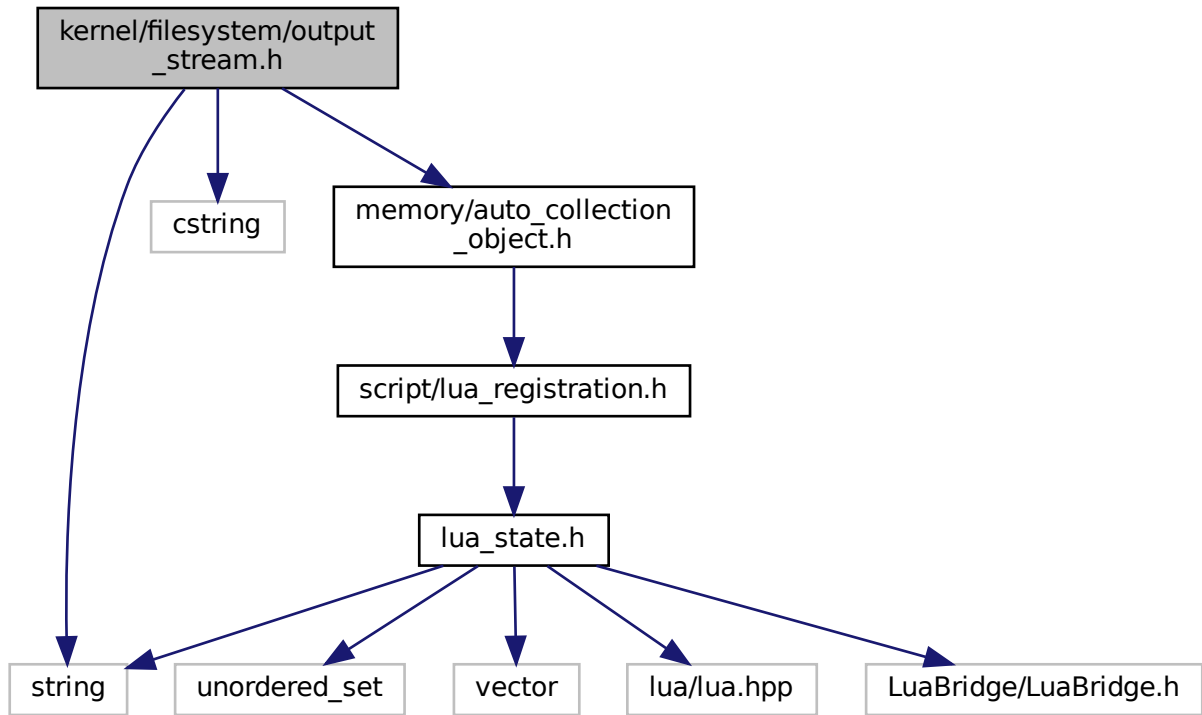 kernel/filesystem/output
_stream.h
cstring
memory/auto_collection
_object.h
script/lua_registration.h
lua_state.h
string
unordered_set
vector
lua/lua.hpp
LuaBridge/LuaBridge.h